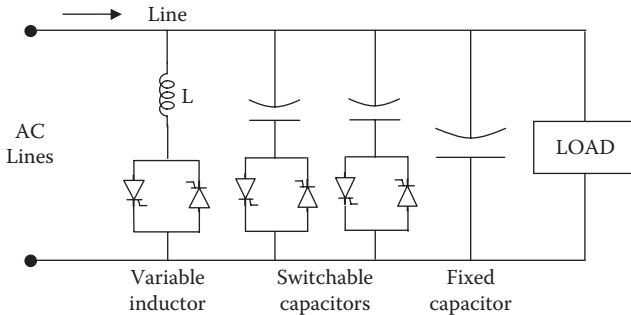 Line
L
AC
Lines
LOAD
Variable
inductor
Switchable
capacitors
Fixed
capacitor